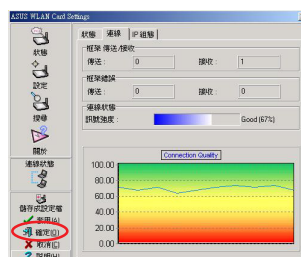 ASUS WLAN Card Settings
狀態
設定
搜尋
關於
連線狀態
儲存成設定檔
套用(A)
確定(O)
取消(C)
說明(H)
狀態 連線 IP 組態
框架 傳送/接收
傳送: 0 接收: 1
框架錯誤
傳送: 0 接收: 0
連線狀態
訊號強度: Good (67%)
Connection Quality
100.00
80.00
60.00
40.00
20.00
0.00